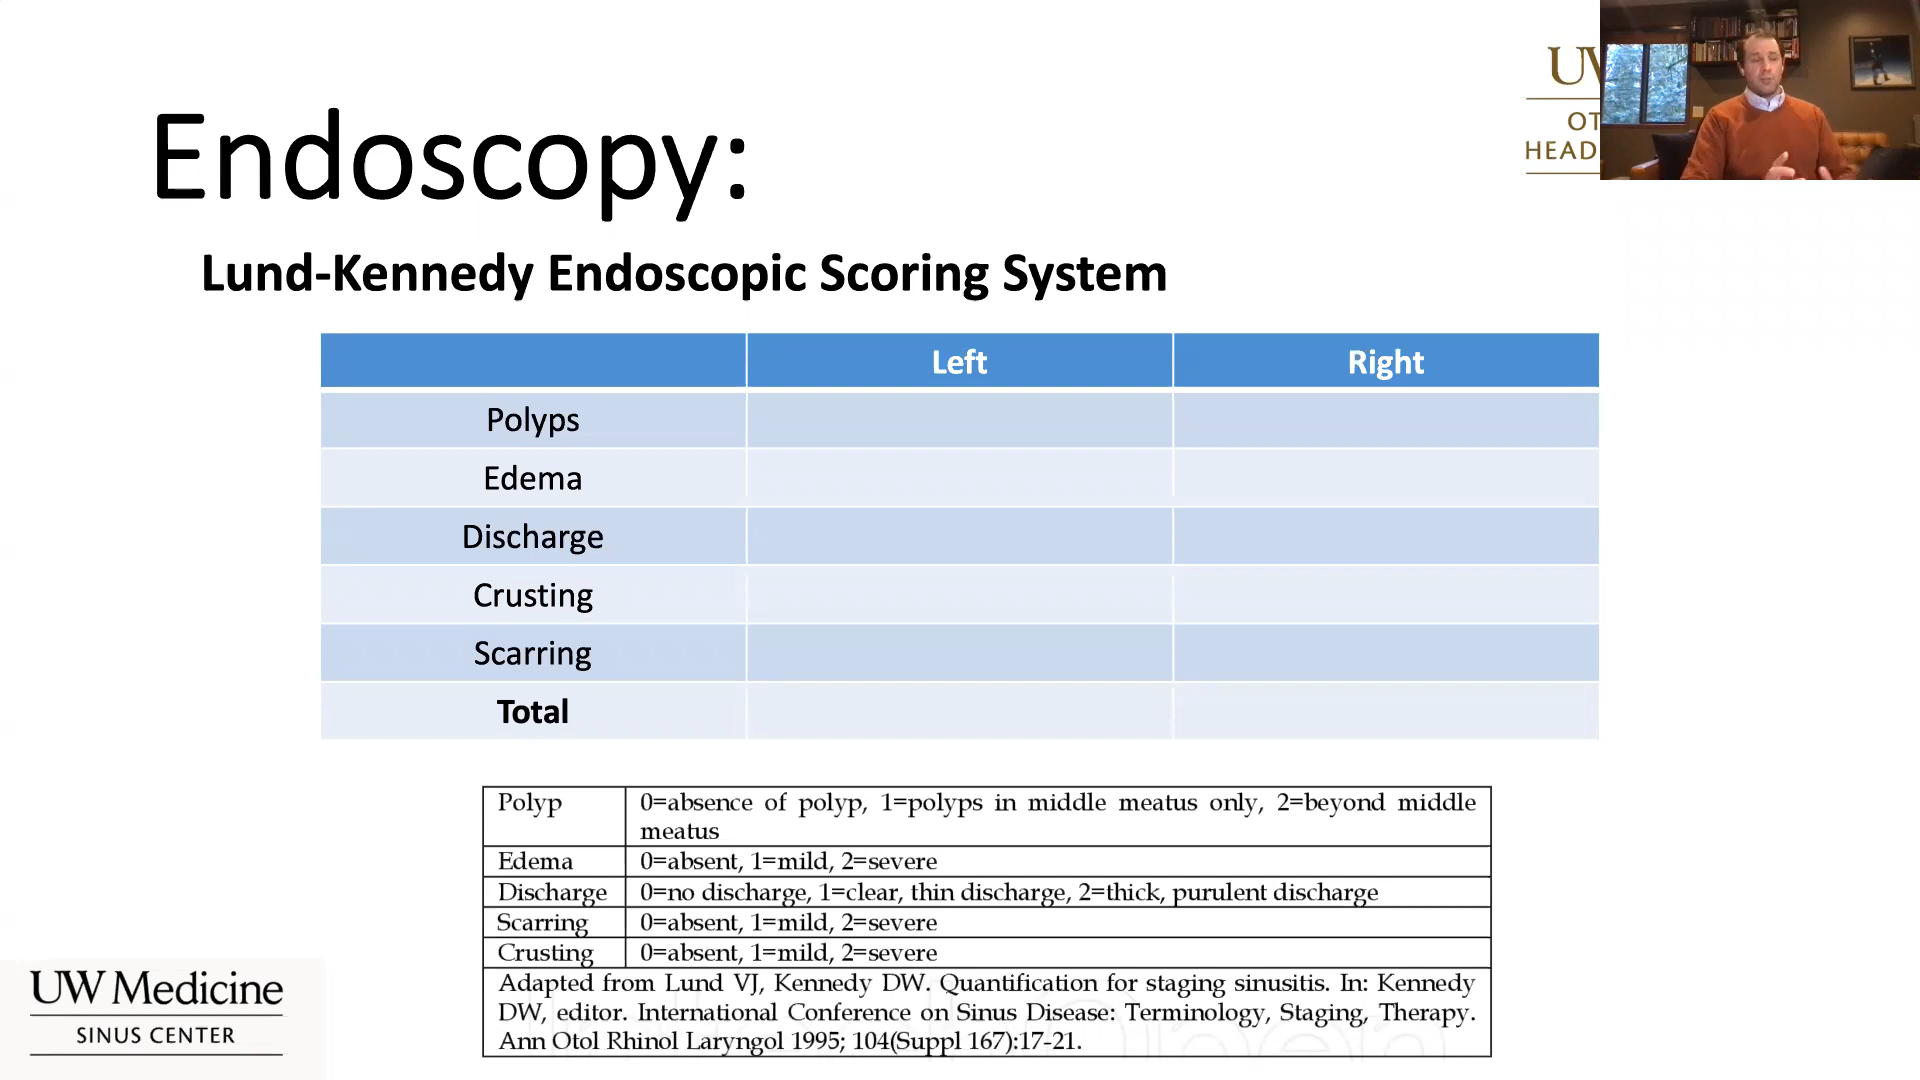 Endoscopy:
Lund-Kennedy Endoscopic Scoring System
Left Right
Polyps
Edema
Discharge
Crusting
Scarring
Total
Polyp 0=absence of polyp, 1=polyps in middle meatus only, 2=beyond middle
meatus
Edema 0=absent, 1=mild, 2=severe
Discharge 0=no discharge, 1=clear, thin discharge, 2=thick, purulent discharge
Scarring 0=absent, 1=mild, 2=severe
Crusting 0=absent, 1=mild, 2=severe
Adapted from Lund VJ, Kennedy DW. Quantification for staging sinusitis. In: Kennedy
DW, editor. International Conference on Sinus Disease: Terminology, Staging, Therapy.
Ann Otol Rhinol Laryngol 1995; 104(Suppl 167):17-21.
UW Medicine
SINUS CENTER
HEAD